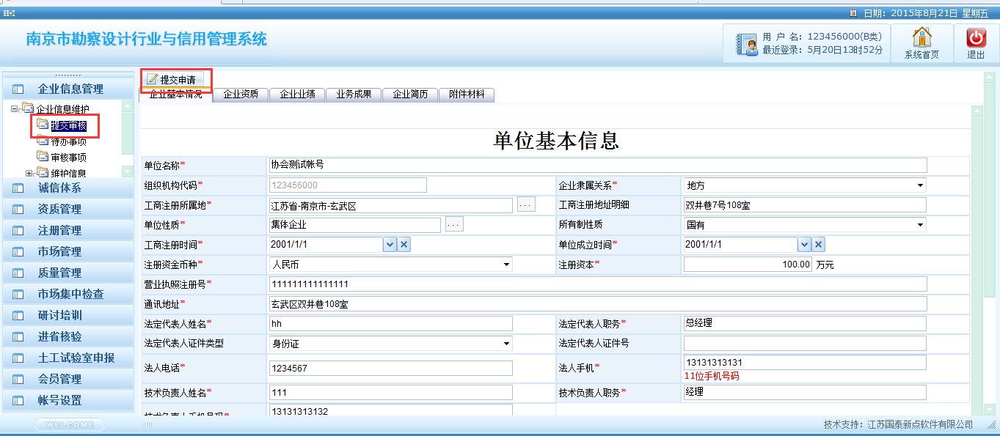 日期：2015年8月21日 星期五
南京市勘察设计行业与信用管理系统
用 户 名：123456000(B类)
最近登录：5月20日13时52分
系统首页
退出
企业信息管理
企业信息维护
提交审核
待办事项
审核事项
维护信息
诚信体系
资质管理
注册管理
市场管理
质量管理
市场集中检查
研讨培训
进省核验
土工试验室申报
会员管理
帐号设置
WELCOME
提交申请
企业基本情况 企业资质 企业业绩 业务成果 企业简历 附件材料
单位基本信息
单位名称* 协会测试帐号
组织机构代码* 123456000 企业隶属关系* 地方
工商注册所属地* 江苏省-南京市-玄武区 ... 工商注册地址明细 双井巷7号108室
单位性质* 集体企业 ... 所有制性质 国有
工商注册时间* 2001/1/1 单位成立时间* 2001/1/1
注册资金币种* 人民币 注册资本* 100.00 万元
营业执照注册号* 111111111111111
通讯地址* 玄武区双井巷108室
法定代表人姓名* hh 法定代表人职务* 总经理
法定代表人证件类型 身份证 法定代表人证件号
法人电话* 1234567 法人手机* 13131313131
11位手机号码
技术负责人姓名* 111 技术负责人职务* 经理
技术负责人手机号码* 13131313132
技术支持：江苏国泰新点软件有限公司